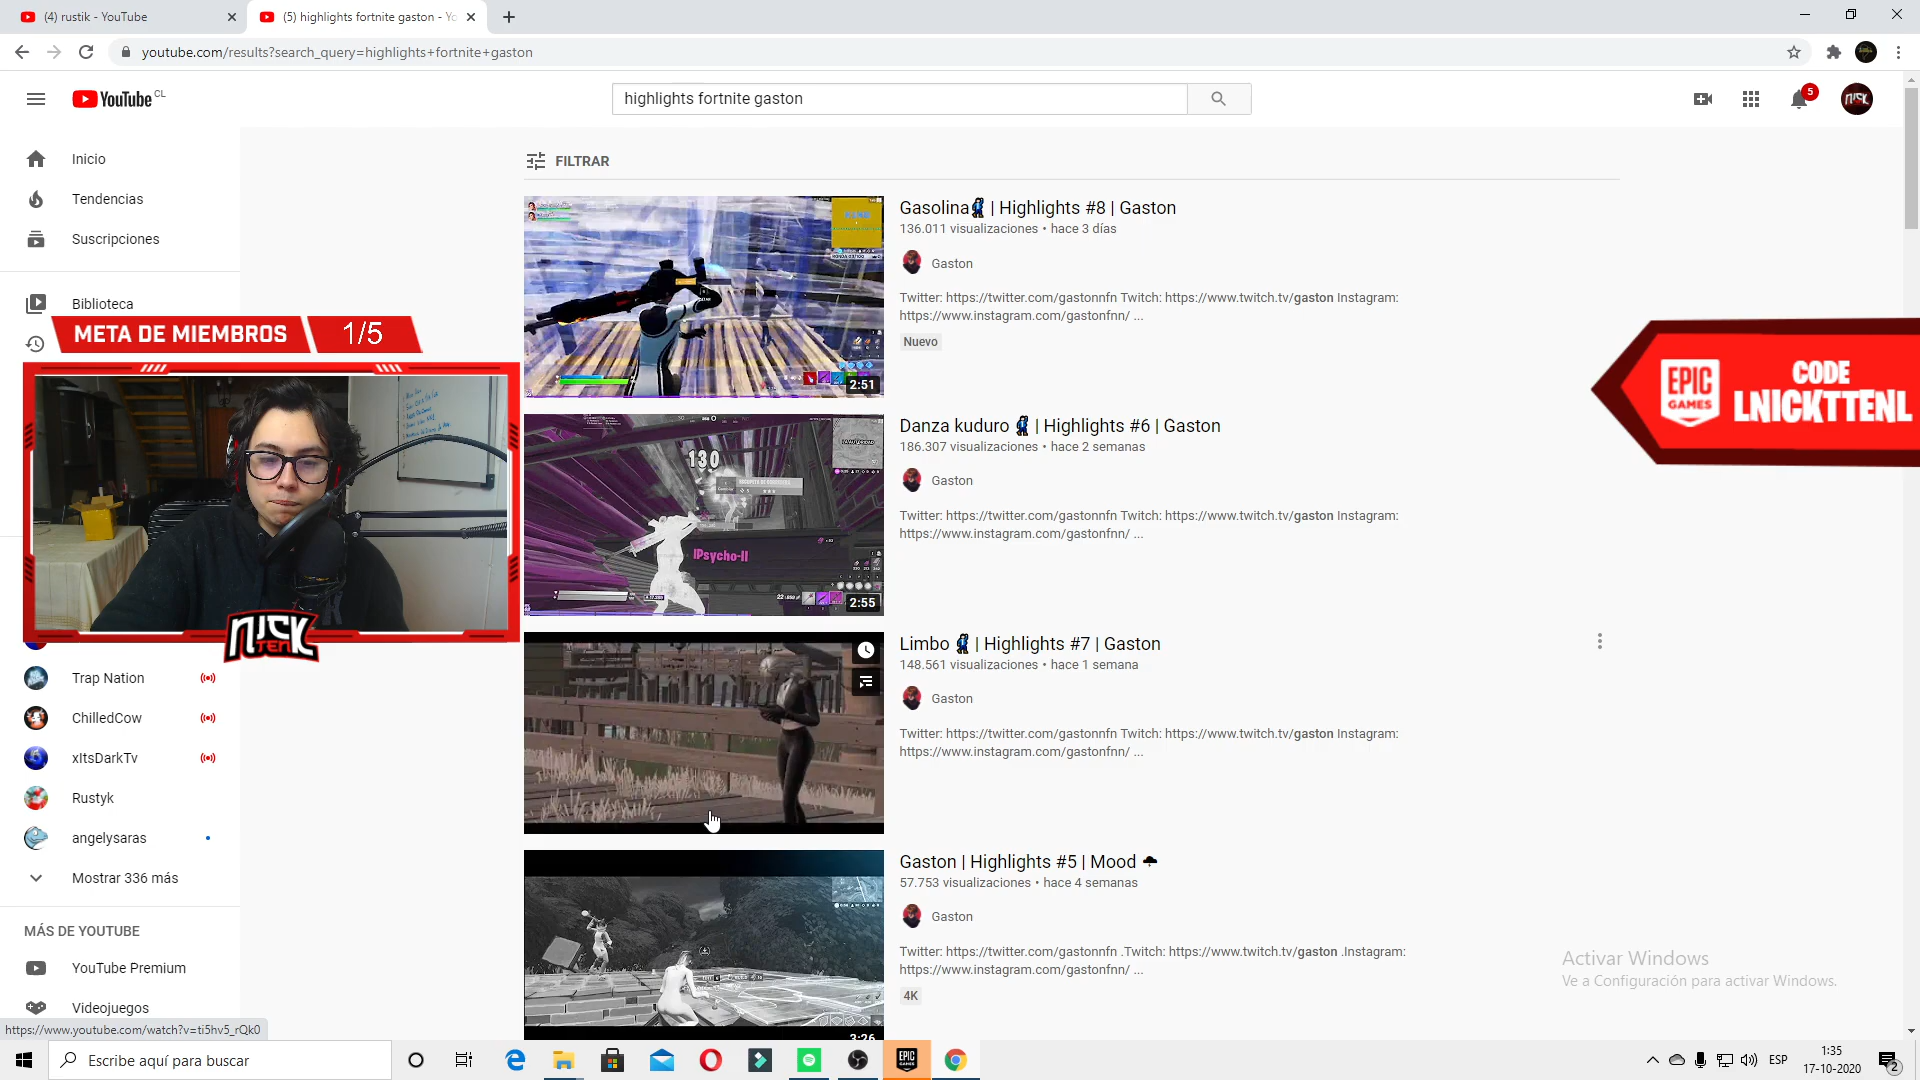 (4) rustik - YouTube
(5) highlights fortnite gaston - Yo
youtube.com/results?search_query=highlights+fortnite+gaston
YouTube CL
highlights fortnite gaston
5
Inicio
Tendencias
Suscripciones
Biblioteca
META DE MIEMBROS 1/5
NICK
TEN
Trap Nation
ChilledCow
xItsDarkTv
Rustyk
angelysaras
Mostrar 336 más
MÁS DE YOUTUBE
YouTube Premium
Videojuegos
https://www.youtube.com/watch?v=ti5hv5_rQk0
FILTRAR
2:51
Gasolina | Highlights #8 | Gaston
136.011 visualizaciones • hace 3 días
Gaston
Twitter: https://twitter.com/gastonnfn Twitch: https://www.twitch.tv/gaston Instagram:
https://www.instagram.com/gastonfnn/ ...
Nuevo
130
IPsycho-II
2:55
Danza kuduro | Highlights #6 | Gaston
186.307 visualizaciones • hace 2 semanas
Gaston
Twitter: https://twitter.com/gastonnfn Twitch: https://www.twitch.tv/gaston Instagram:
https://www.instagram.com/gastonfnn/ ...
Limbo | Highlights #7 | Gaston
148.561 visualizaciones • hace 1 semana
Gaston
Twitter: https://twitter.com/gastonnfn Twitch: https://www.twitch.tv/gaston Instagram:
https://www.instagram.com/gastonfnn/ ...
3:26
Gaston | Highlights #5 | Mood
57.753 visualizaciones • hace 4 semanas
Gaston
Twitter: https://twitter.com/gastonnfn .Twitch: https://www.twitch.tv/gaston .Instagram:
https://www.instagram.com/gastonfnn/ ...
4K
EPIC
GAMES
CODE
LNICKTTENL
Activar Windows
Ve a Configuración para activar Windows.
Escribe aquí para buscar
EPIC
GAMES
ESP
1:35
17-10-2020
2